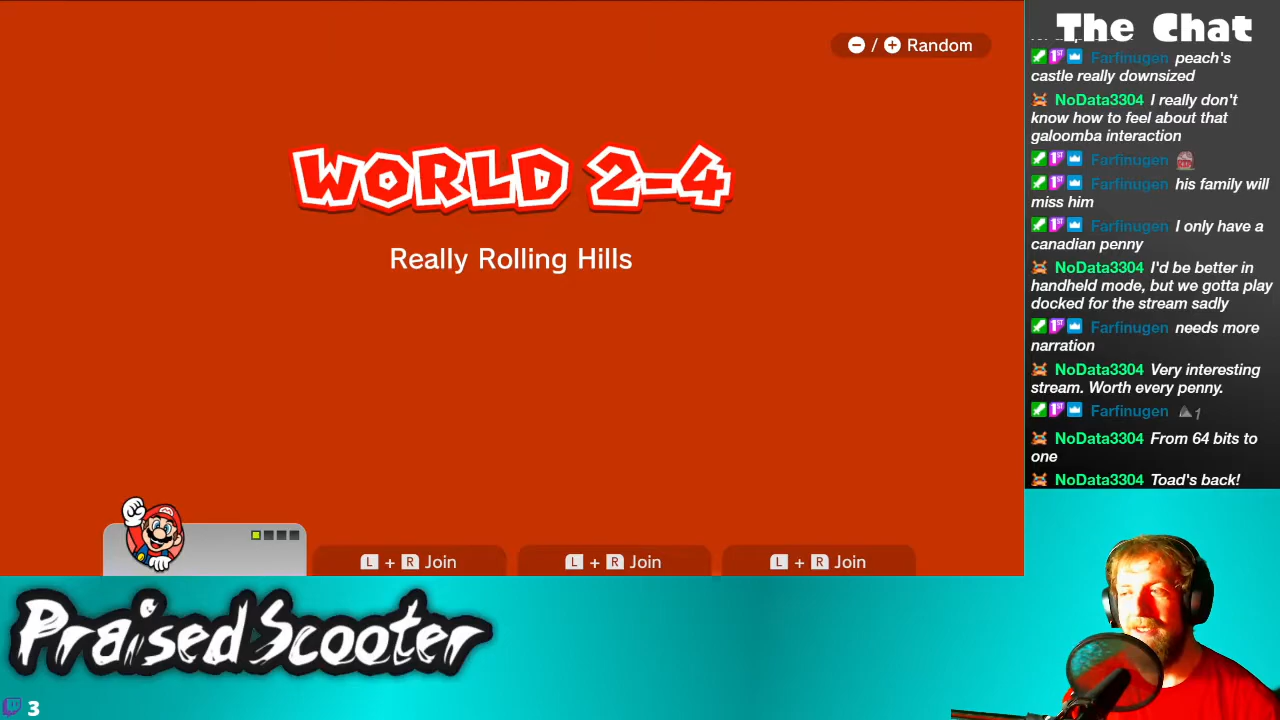 The Chat
Farfinugen peach's
castle really downsized
NoData3304 I really don't
know how to feel about that
galoomba interaction
Farfinugen
Farfinugen his family will
miss him
Farfinugen I only have a
canadian penny
NoData3304 I'd be better in
handheld mode, but we gotta play
docked for the stream sadly
Farfinugen needs more
narration
NoData3304 Very interesting
stream. Worth every penny.
Farfinugen 1
NoData3304 From 64 bits to
one
NoData3304 Toad's back!
- / + Random
WORLD 2-4
Really Rolling Hills
L + R Join
L + R Join
L + R Join
PraisedScooter
3